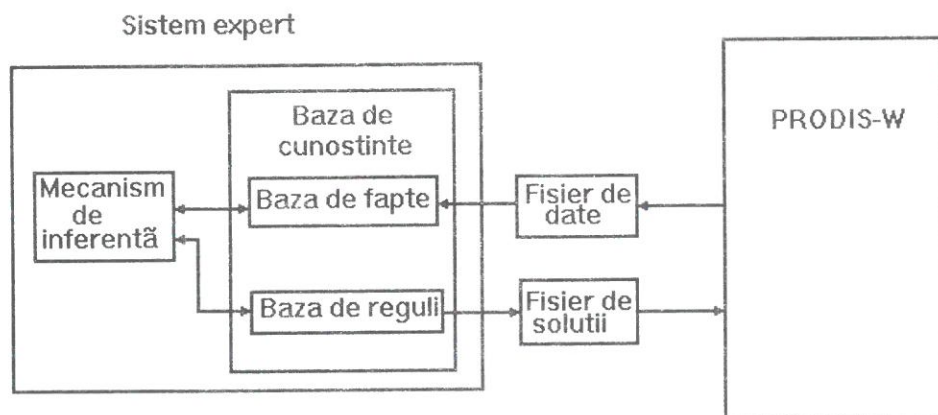 Sistem expert
Baza de
cunostinte
PRODIS-W
Mecanism
de
inferentã
Baza de fapte
Fisier de
date
Baza de reguli
Fisier de
solutii